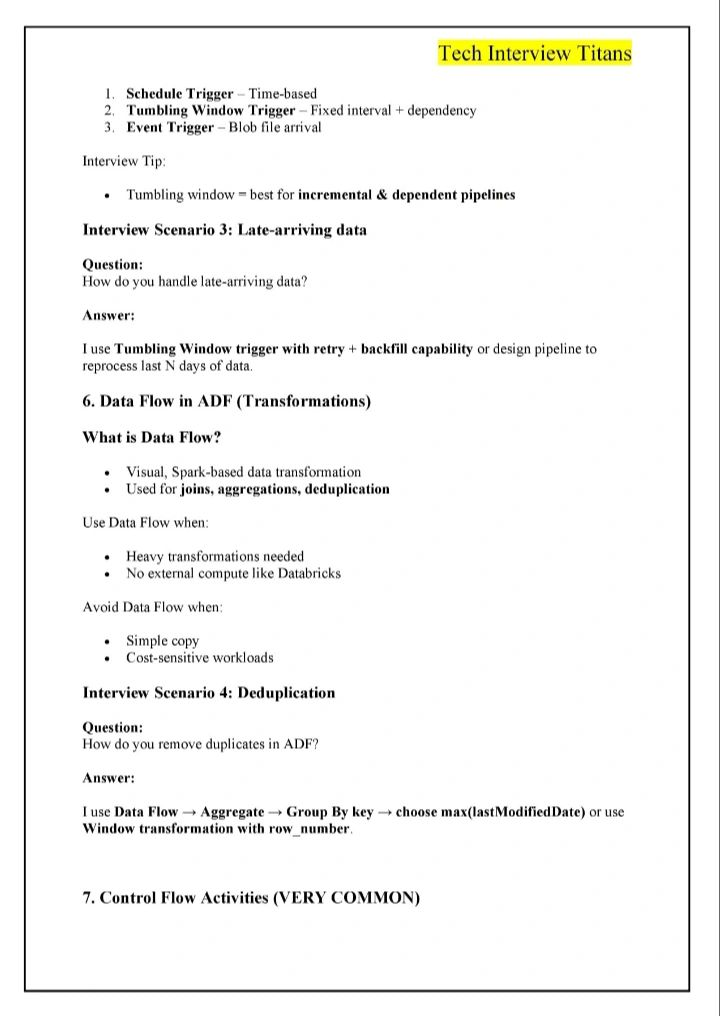 Tech Interview Titans
1. Schedule Trigger – Time-based
2. Tumbling Window Trigger – Fixed interval + dependency
3. Event Trigger – Blob file arrival
Interview Tip:
• Tumbling window = best for incremental & dependent pipelines
Interview Scenario 3: Late-arriving data
Question:
How do you handle late-arriving data?
Answer:
I use Tumbling Window trigger with retry + backfill capability or design pipeline to
reprocess last N days of data.
6. Data Flow in ADF (Transformations)
What is Data Flow?
• Visual, Spark-based data transformation
• Used for joins, aggregations, deduplication
Use Data Flow when:
• Heavy transformations needed
• No external compute like Databricks
Avoid Data Flow when:
• Simple copy
• Cost-sensitive workloads
Interview Scenario 4: Deduplication
Question:
How do you remove duplicates in ADF?
Answer:
I use Data Flow → Aggregate → Group By key → choose max(lastModifiedDate) or use
Window transformation with row_number.
7. Control Flow Activities (VERY COMMON)